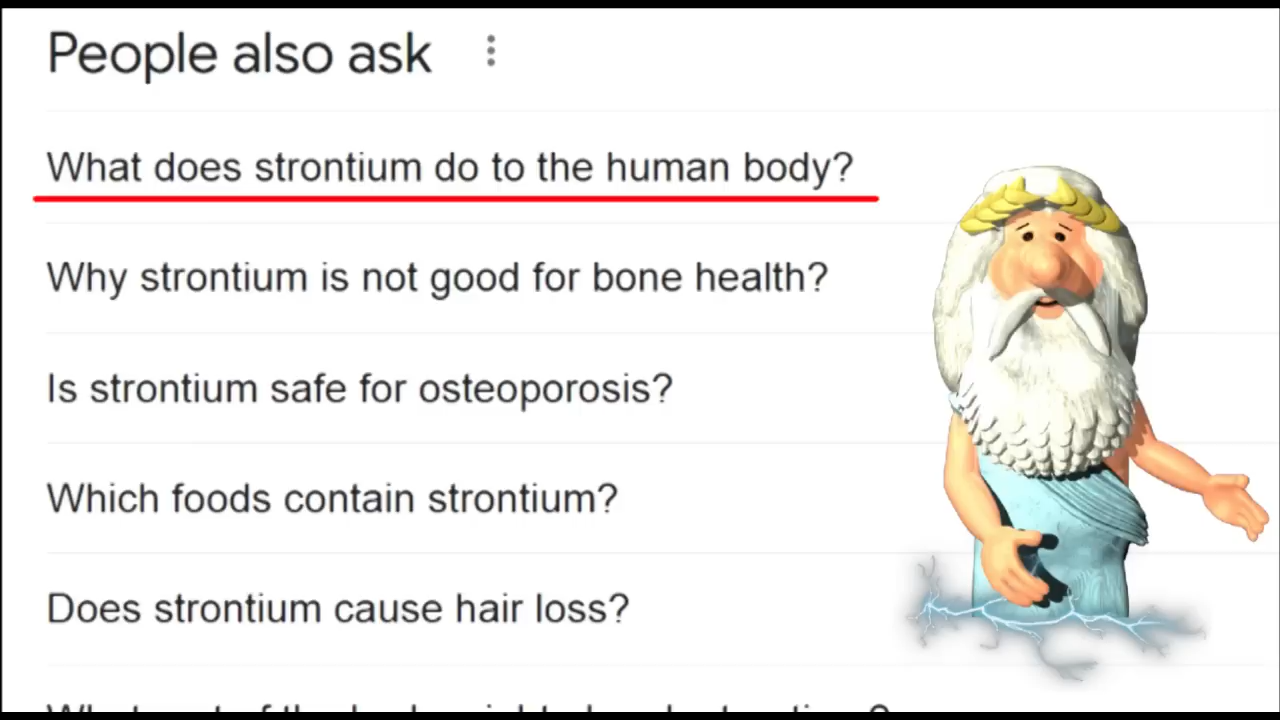 People also ask
What does strontium do to the human body?
Why strontium is not good for bone health?
Is strontium safe for osteoporosis?
Which foods contain strontium?
Does strontium cause hair loss?